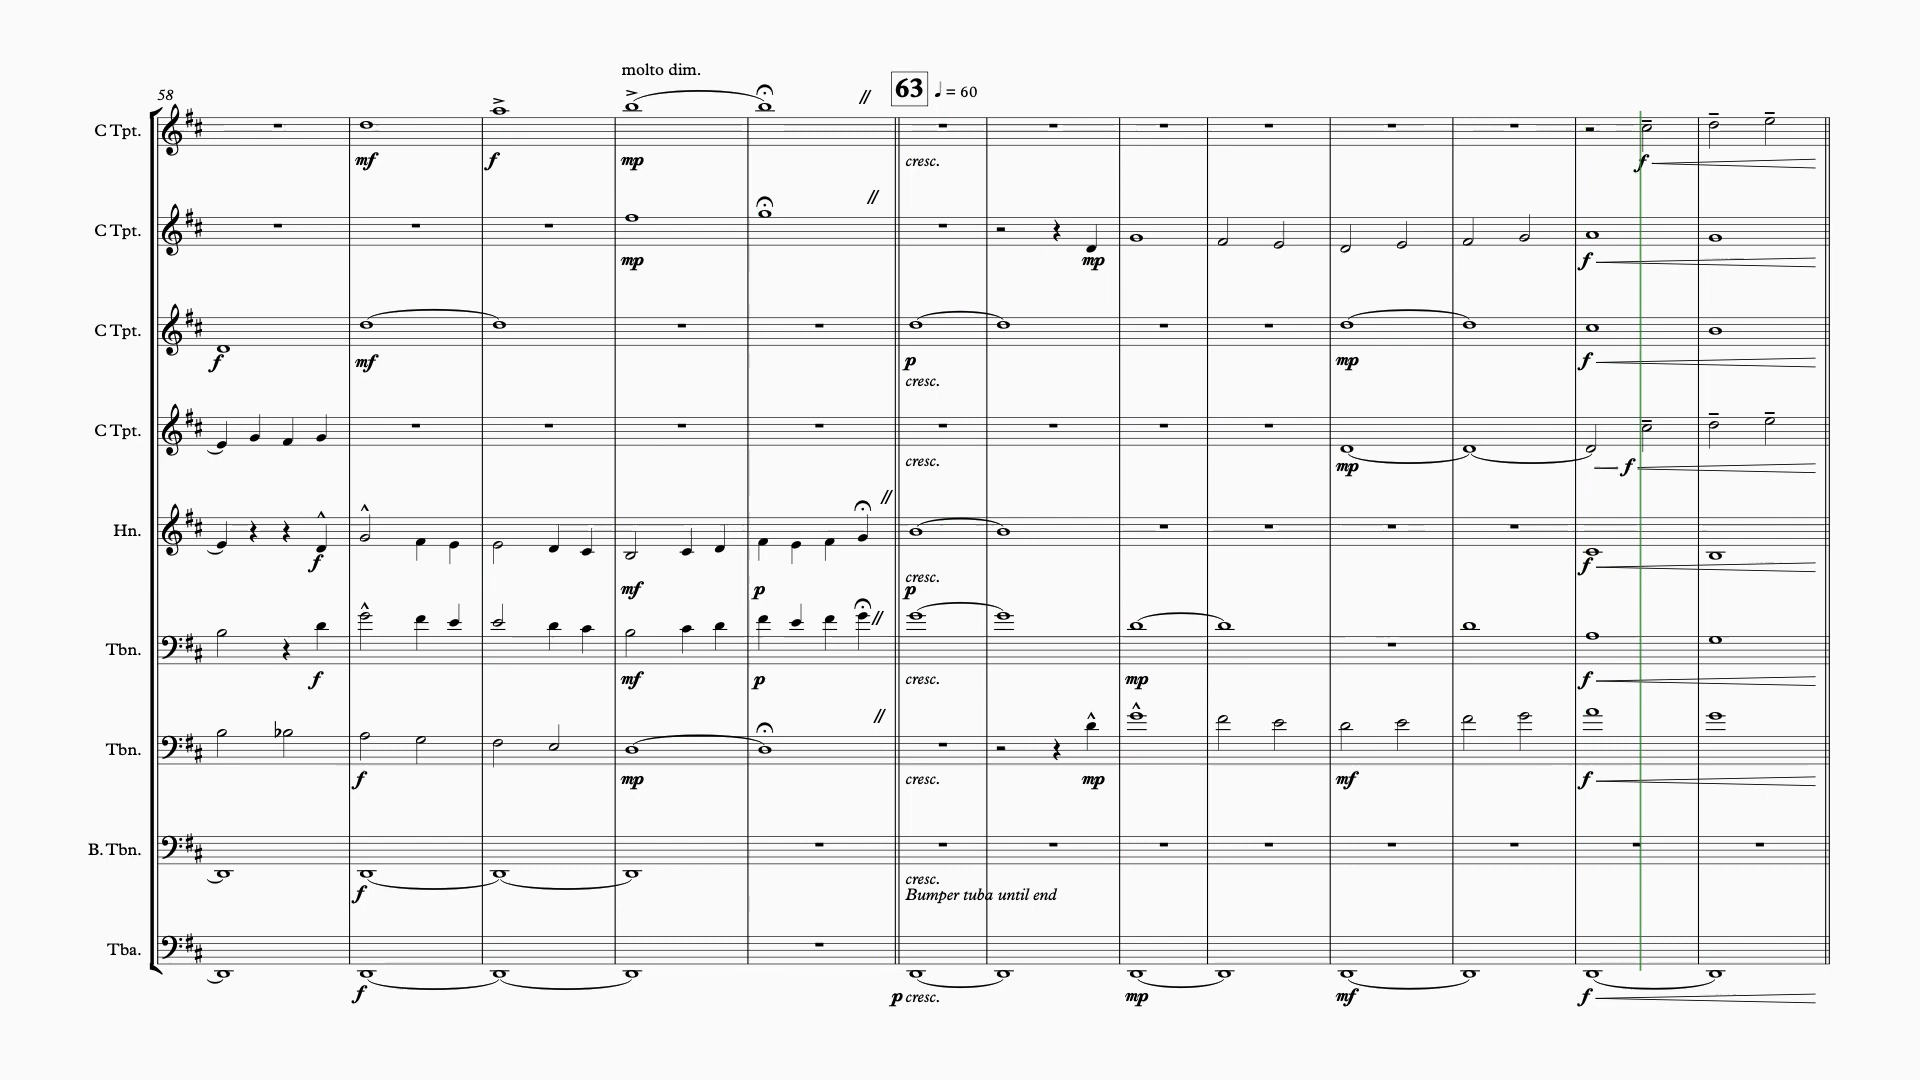 molto dim.
58
63 ♩ = 60
C Tpt.
mf f mp cresc. f
C Tpt.
mp mp f
C Tpt.
f mf p mp f
cresc.
C Tpt.
cresc. mp f
Hn.
f f
cresc.
mf p p
Tbn.
f mf p cresc. mp f
Tbn.
f mp cresc. mp mf f
B. Tbn.
cresc.
f Bumper tuba until end
Tba.
f p cresc. mp mf f